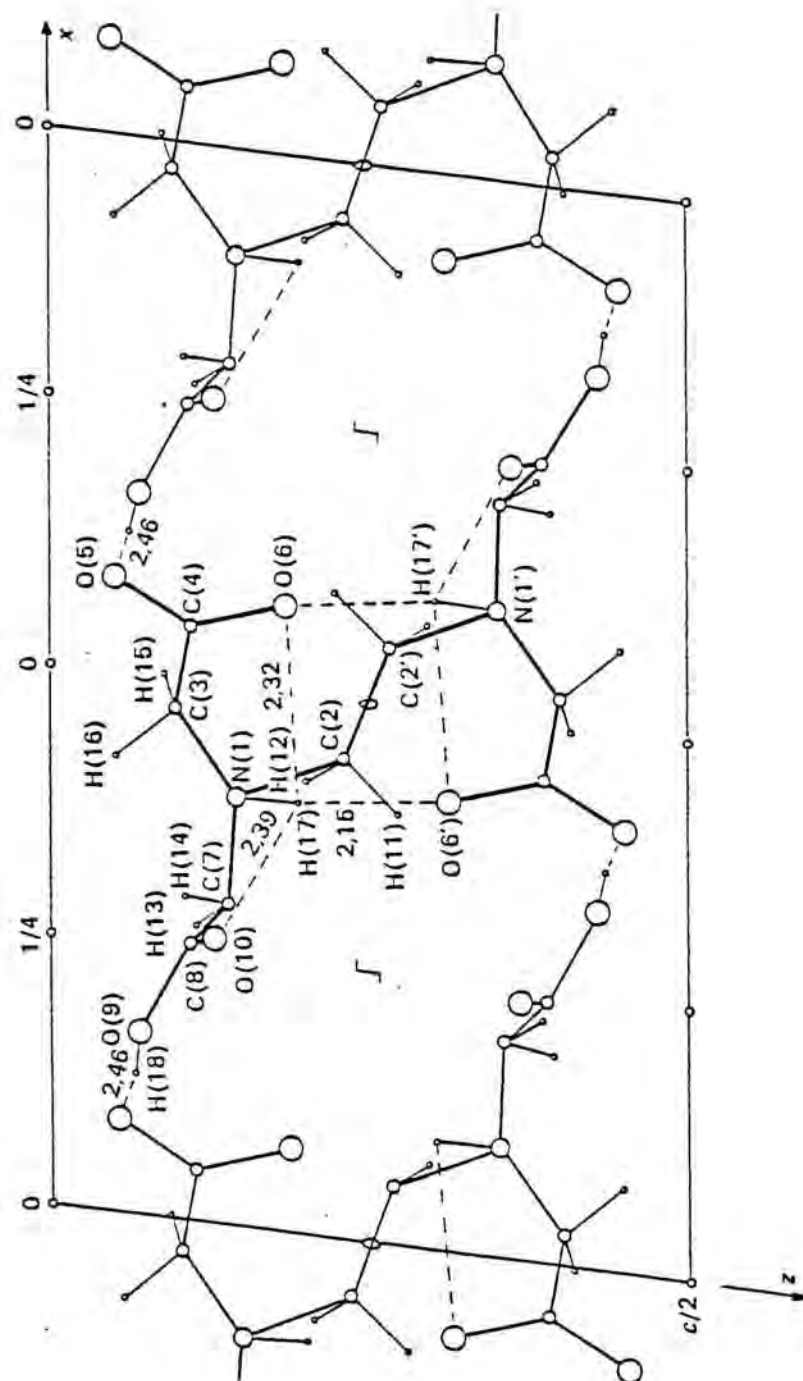 x
0
1/4
0
1/4
0
O(5)
2,46
C(4)
O(6)
H(15)
C(3)
H(16)
2,32
N(1)
H(12)
C(2)
C(2')
H(17')
N(1')
H(14)
C(7)
2,39
H(17)
2,15
H(11)
O(6')
H(13)
C(8)
O(10)
O(9)
2,46
H(18)
c/2
z